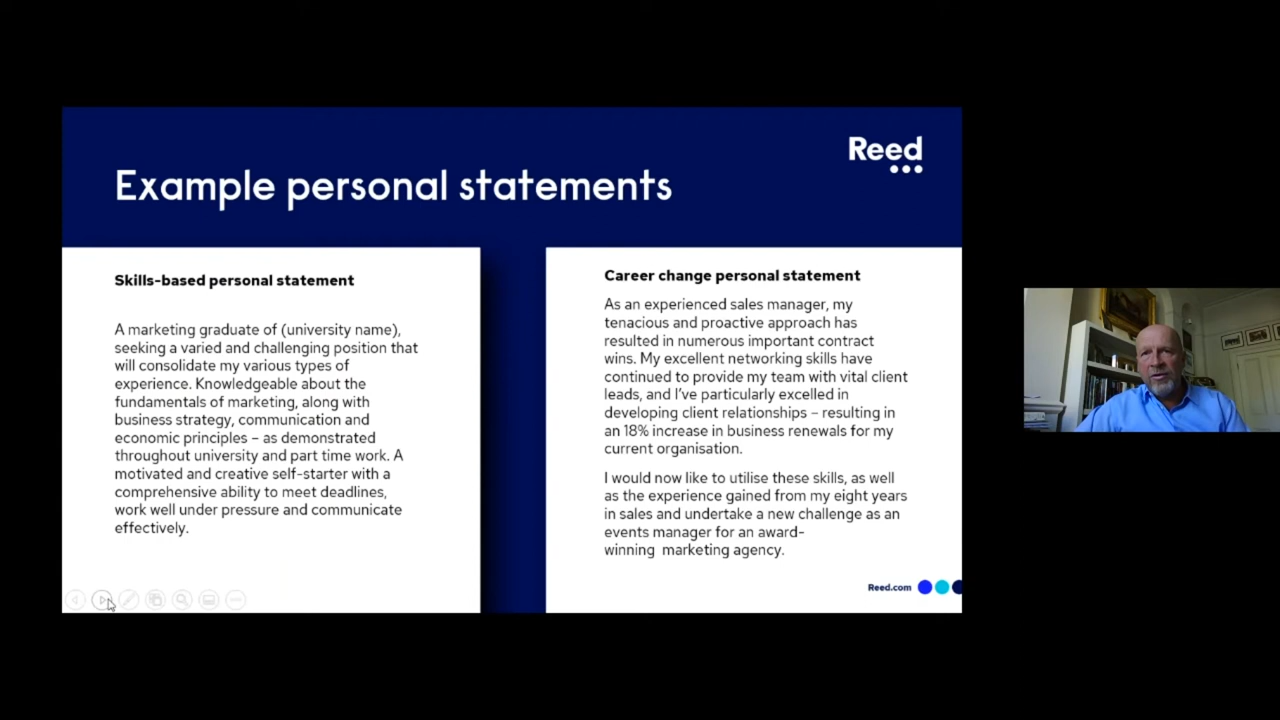 Reed
Example personal statements
Skills-based personal statement
A marketing graduate of (university name),
seeking a varied and challenging position that
will consolidate my various types of
experience. Knowledgeable about the
fundamentals of marketing, along with
business strategy, communication and
economic principles – as demonstrated
throughout university and part time work. A
motivated and creative self-starter with a
comprehensive ability to meet deadlines,
work well under pressure and communicate
effectively.
Career change personal statement
As an experienced sales manager, my
tenacious and proactive approach has
resulted in numerous important contract
wins. My excellent networking skills have
continued to provide my team with vital client
leads, and I've particularly excelled in
developing client relationships – resulting in
an 18% increase in business renewals for my
current organisation.
I would now like to utilise these skills, as well
as the experience gained from my eight years
in sales and undertake a new challenge as an
events manager for an award-
winning  marketing agency.
Reed.com